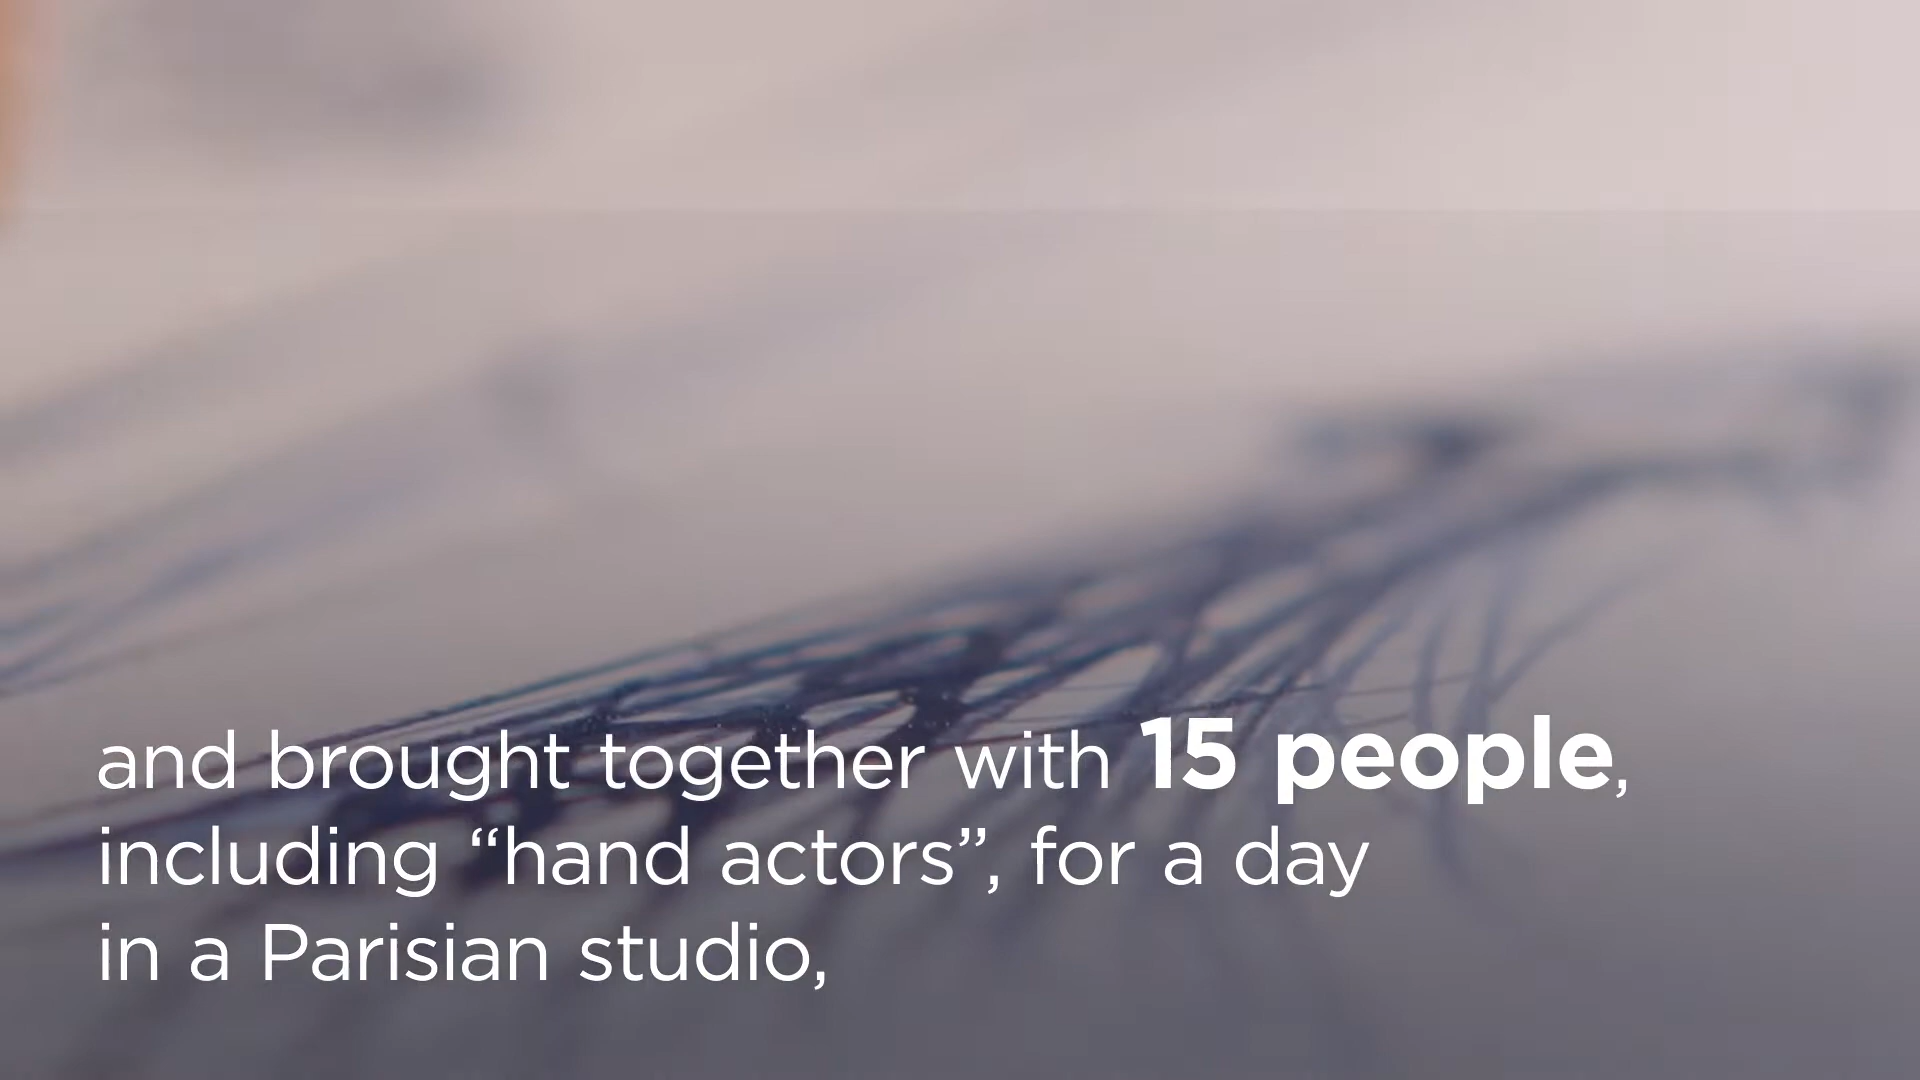 and brought together with 15 people,
including “hand actors”, for a day
in a Parisian studio,